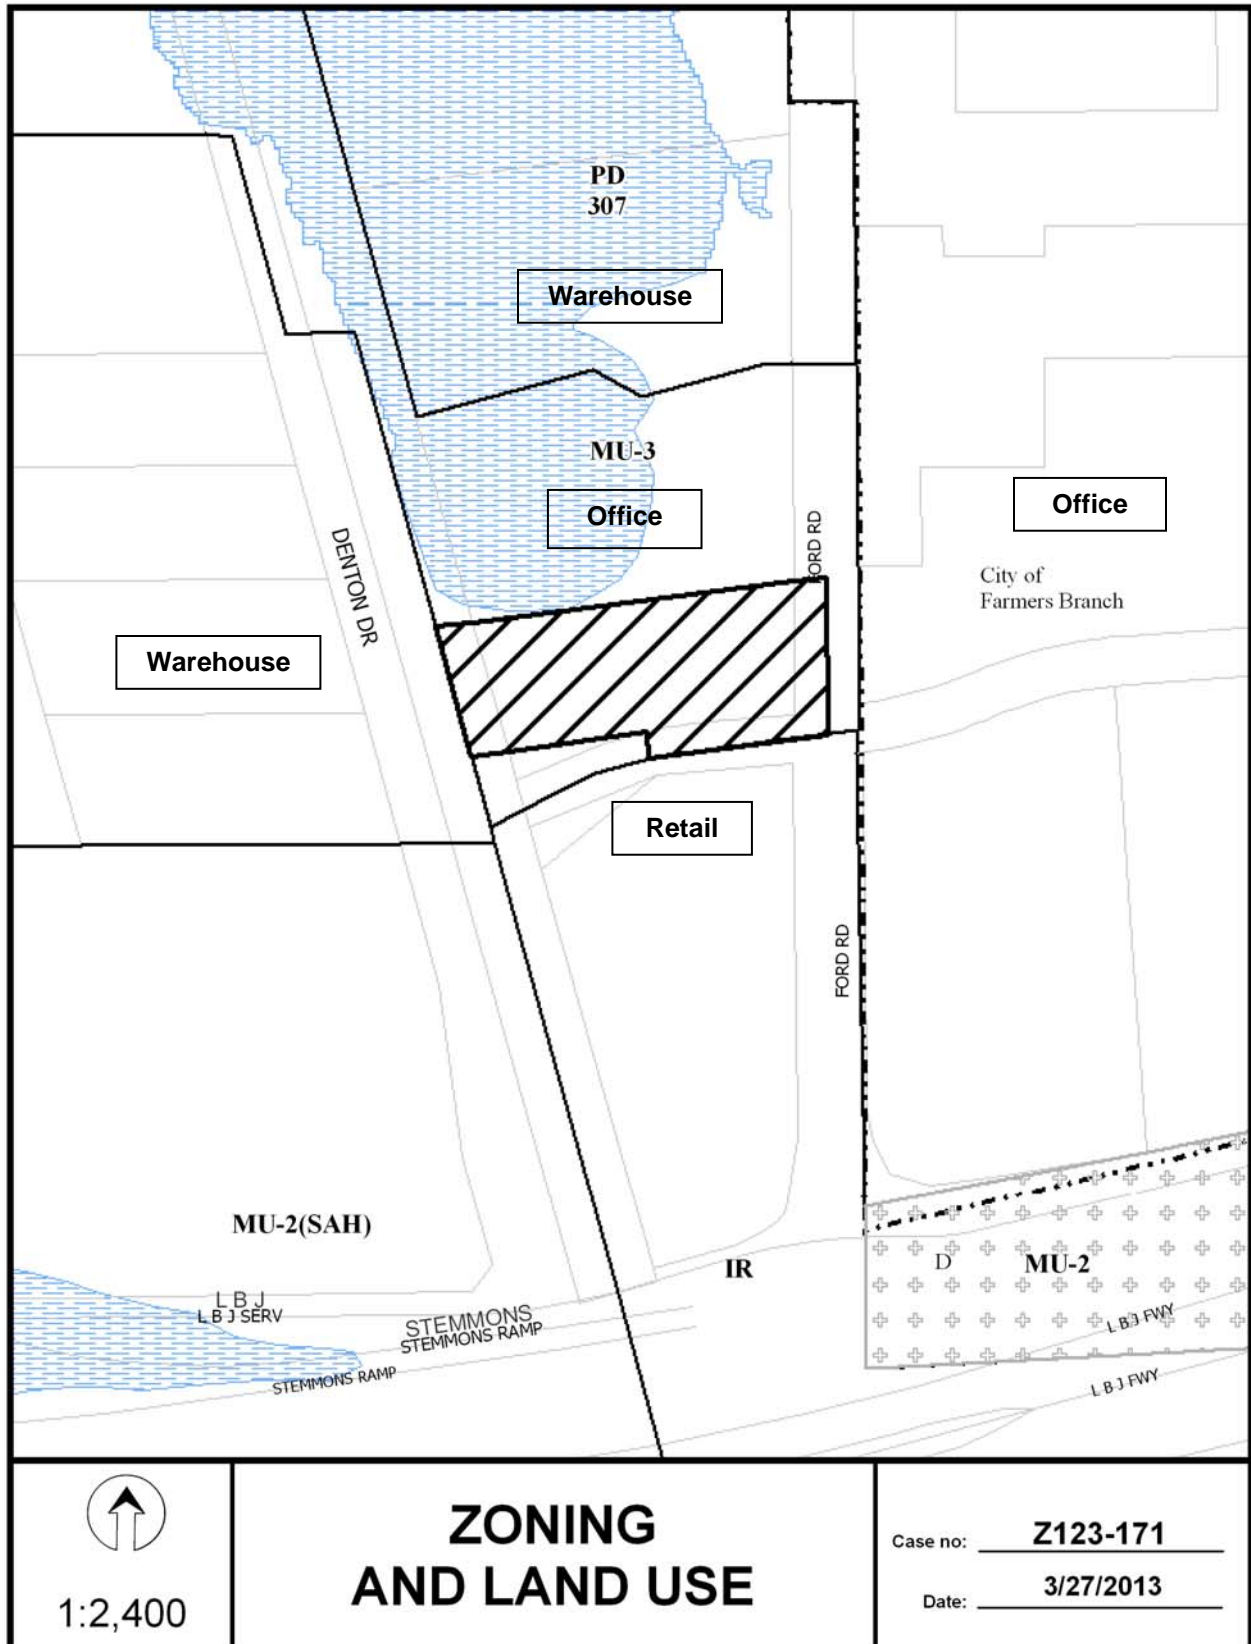 PD
307
Warehouse
MU-3
Office
FORD RD
Office
City of
Farmers Branch
DENTON DR
Warehouse
Retail
FORD RD
MU-2(SAH)
IR
D
MU-2
L B J
L B J SERV
STEMMONS
STEMMONS RAMP
STEMMONS RAMP
L B J FWY
L B J FWY
1:2,400
ZONING
AND LAND USE
Case no: Z123-171
Date: 3/27/2013